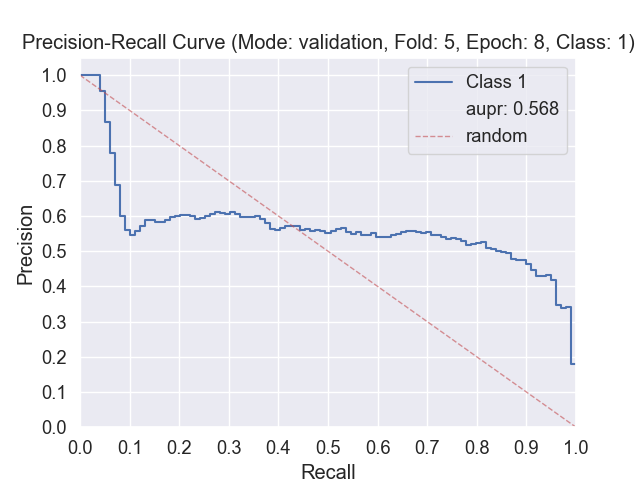 Precision-Recall Curve (Mode: validation, Fold: 5, Epoch: 8, Class: 1)
1.0
0.9
0.8
0.7
0.6
0.5
0.4
0.3
0.2
0.1
0.0
Precision
Class 1
aupr: 0.568
random
0.0 0.1 0.2 0.3 0.4 0.5 0.6 0.7 0.8 0.9 1.0
Recall